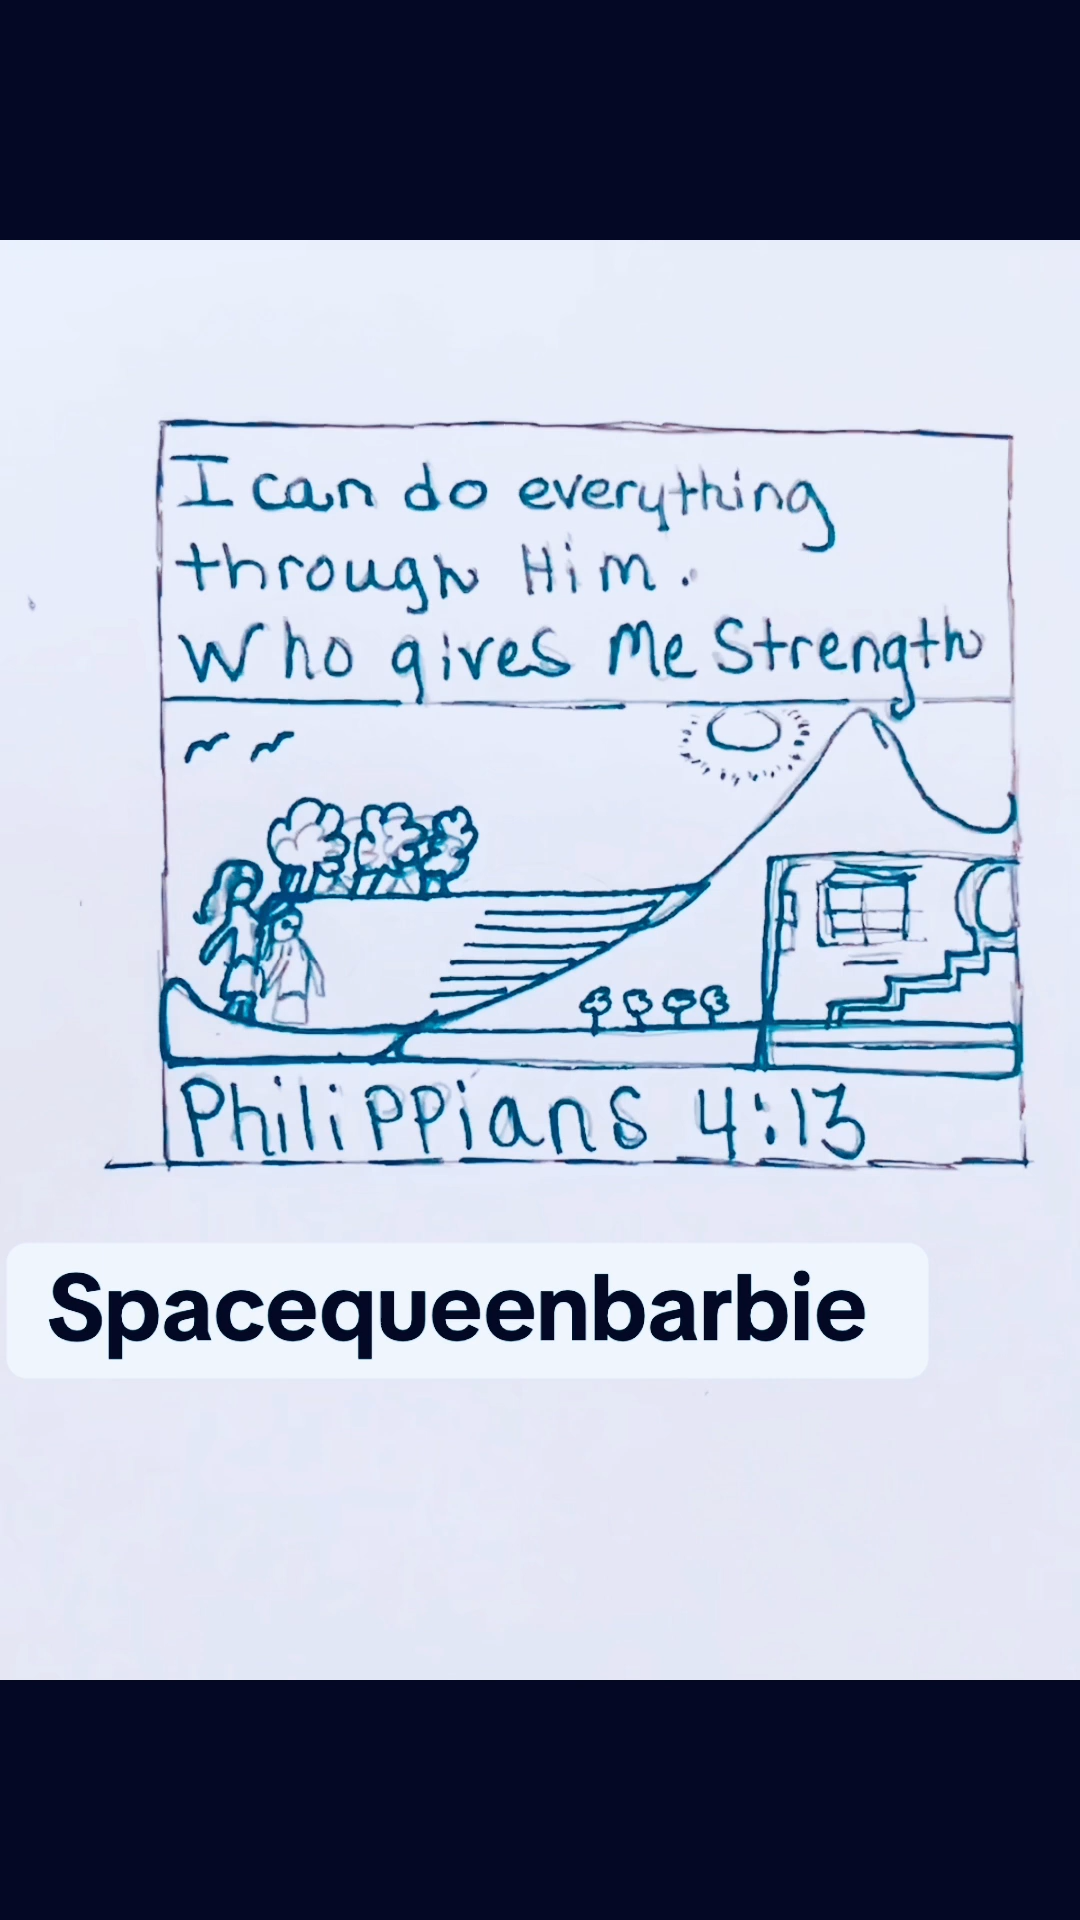 I can do everything
through Him.
Who gives Me Strength
Philippians 4:13
Spacequeenbarbie